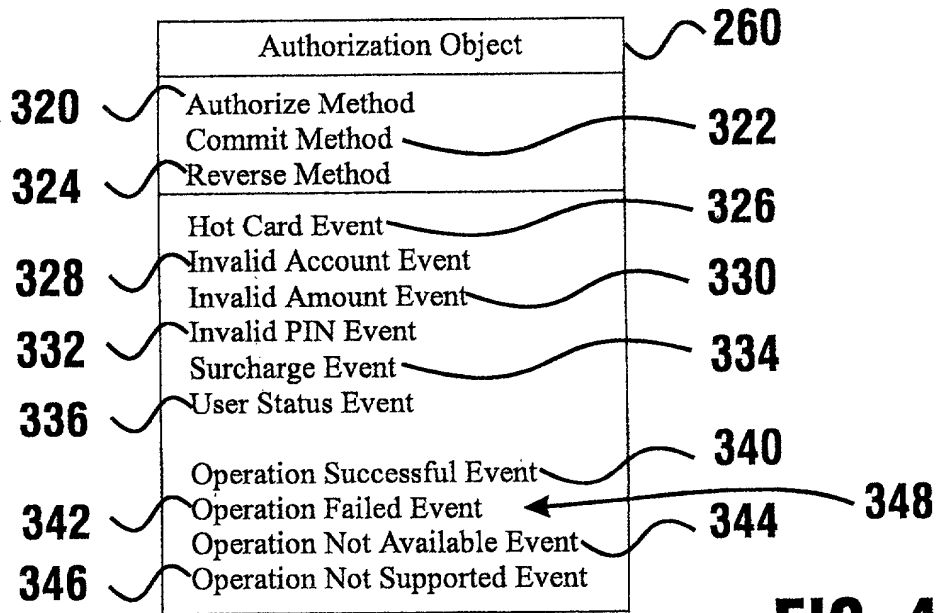 Authorization Object 260
320 Authorize Method
Commit Method 322
324 Reverse Method
Hot Card Event 326
328 Invalid Account Event
Invalid Amount Event 330
332 Invalid PIN Event
Surcharge Event 334
336 User Status Event
Operation Successful Event 340
342 Operation Failed Event 348
Operation Not Available Event 344
346 Operation Not Supported Event
FIG. 4